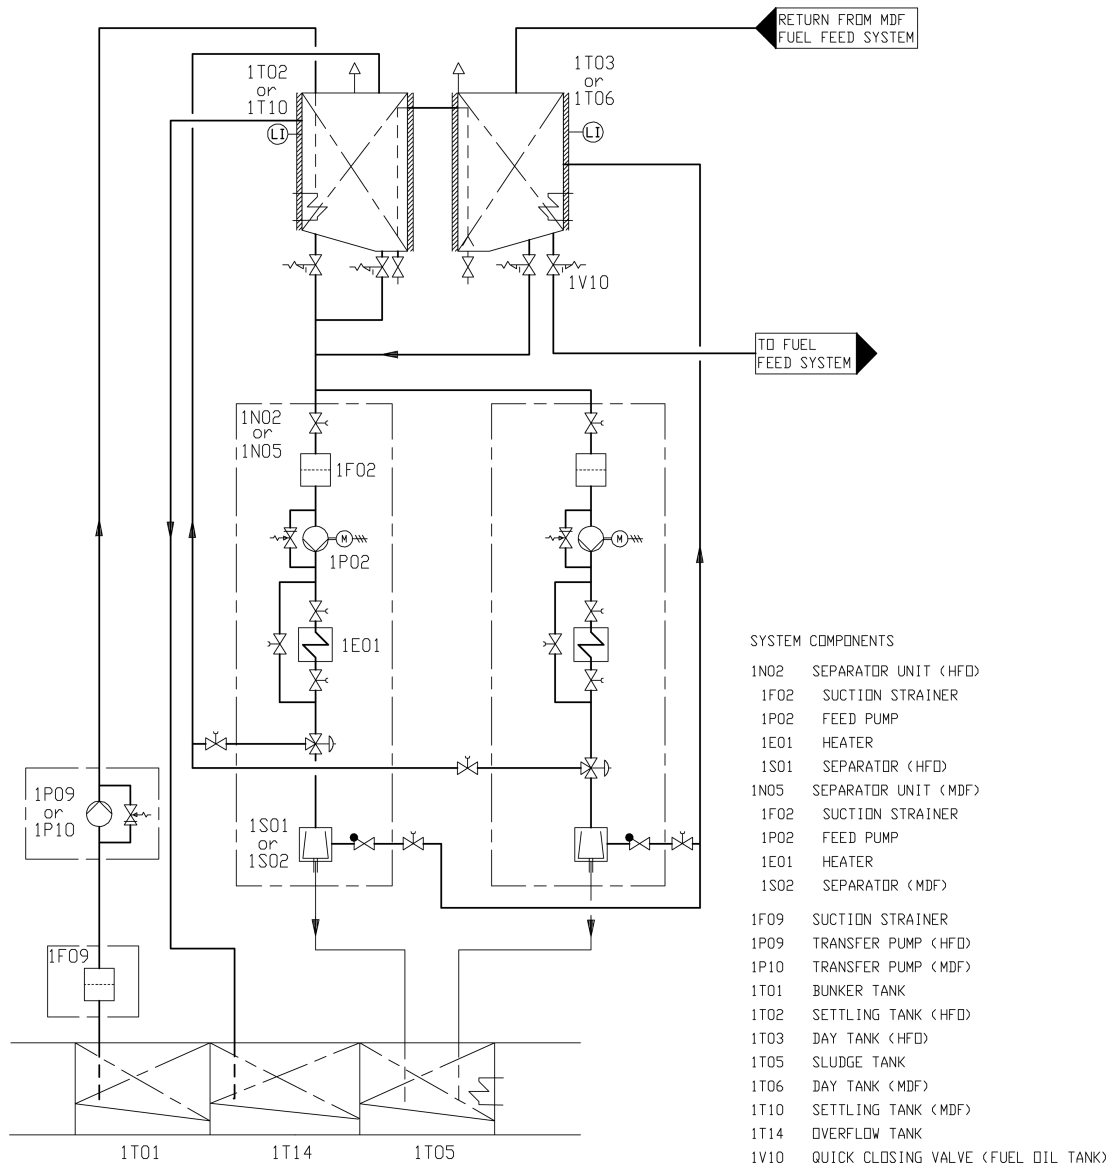 RETURN FROM MDF
FUEL FEED SYSTEM
1T02
or
1T10
1T03
or
1T06
LI
LI
1V10
TO FUEL
FEED SYSTEM
1N02
or
1N05
1F02
M
M
1P02
1E01
1P09
or
1P10
1S01
or
1S02
1F09
1T01
1T14
1T05
SYSTEM COMPONENTS
1N02 SEPARATOR UNIT (HFO)
1F02 SUCTION STRAINER
1P02 FEED PUMP
1E01 HEATER
1S01 SEPARATOR (HFO)
1N05 SEPARATOR UNIT (MDF)
1F02 SUCTION STRAINER
1P02 FEED PUMP
1E01 HEATER
1S02 SEPARATOR (MDF)
1F09 SUCTION STRAINER
1P09 TRANSFER PUMP (HFO)
1P10 TRANSFER PUMP (MDF)
1T01 BUNKER TANK
1T02 SETTLING TANK (HFO)
1T03 DAY TANK (HFO)
1T05 SLUDGE TANK
1T06 DAY TANK (MDF)
1T10 SETTLING TANK (MDF)
1T14 OVERFLOW TANK
1V10 QUICK CLOSING VALVE (FUEL OIL TANK)